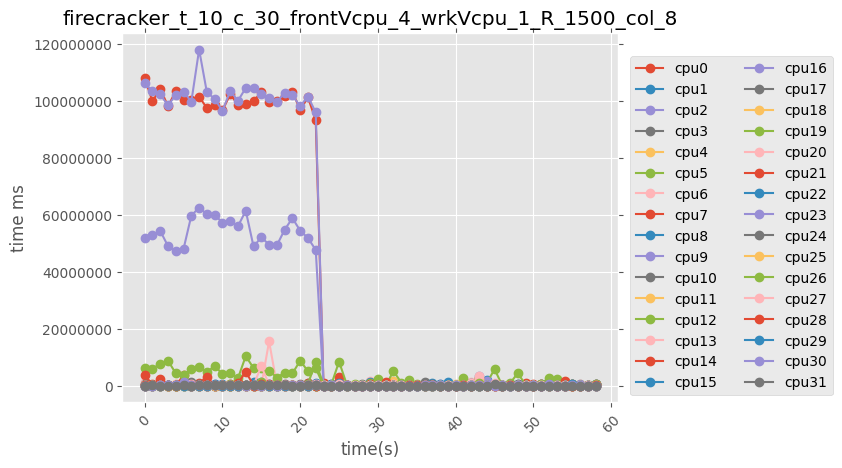 firecracker_t_10_c_30_frontVcpu_4_wrkVcpu_1_R_1500_col_8
120000000
100000000
80000000
60000000
40000000
20000000
0
time ms
0
10
20
30
40
50
60
time(s)
cpu0
cpu1
cpu2
cpu3
cpu4
cpu5
cpu6
cpu7
cpu8
cpu9
cpu10
cpu11
cpu12
cpu13
cpu14
cpu15
cpu16
cpu17
cpu18
cpu19
cpu20
cpu21
cpu22
cpu23
cpu24
cpu25
cpu26
cpu27
cpu28
cpu29
cpu30
cpu31